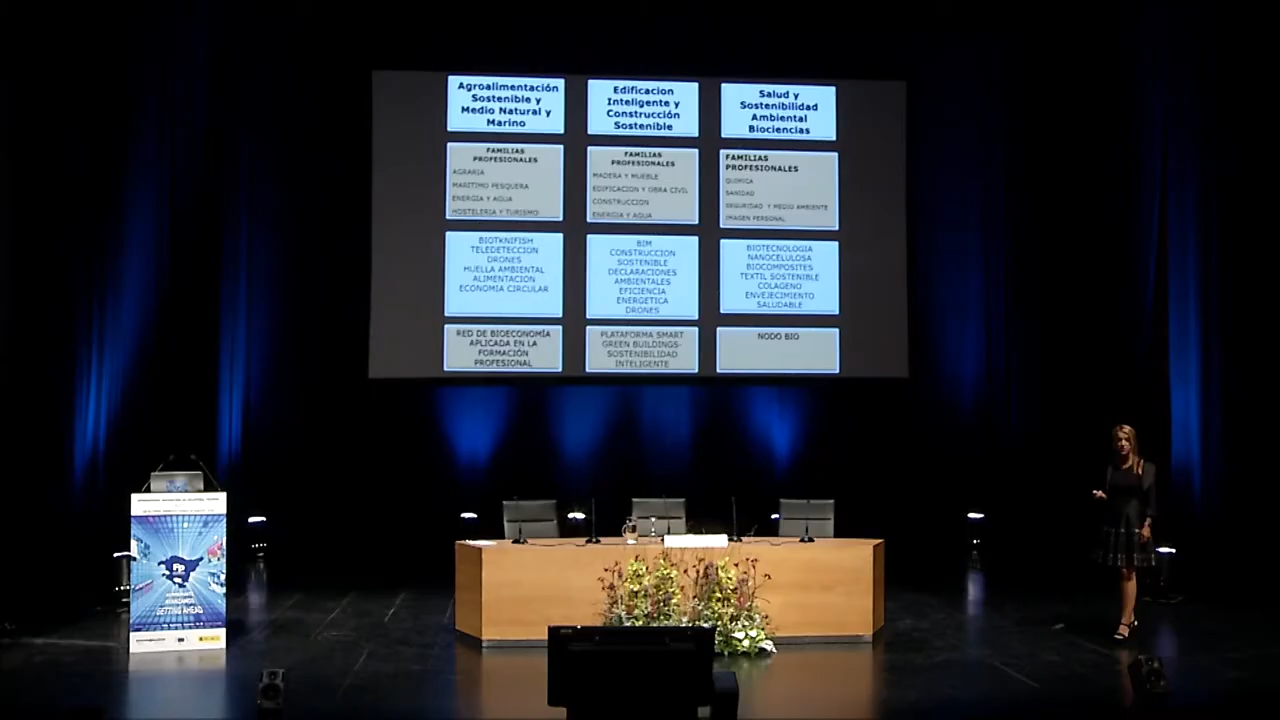 Agroalimentación
Sostenible y
Medio Natural y
Marino
Edificacion
Inteligente y
Construcción
Sostenible
Salud y
Sostenibilidad
Ambiental
Biociencias
FAMILIAS
PROFESIONALES
AGRARIA
MARITIMO PESQUERA
ENERGIA Y AGUA
HOSTELERIA Y TURISMO
FAMILIAS
PROFESIONALES
MADERA Y MUEBLE
EDIFICACION Y OBRA CIVIL
CONSTRUCCION
ENERGIA Y AGUA
FAMILIAS
PROFESIONALES
QUIMICA
SANIDAD
SEGURIDAD Y MEDIO AMBIENTE
IMAGEN PERSONAL
BIOTKNIFISH
TELEDETECCION
DRONES
HUELLA AMBIENTAL
ALIMENTACION
ECONOMIA CIRCULAR
BIM
CONSTRUCCION
SOSTENIBLE
DECLARACIONES
AMBIENTALES
EFICIENCIA
ENERGETICA
DRONES
BIOTECNOLOGIA
NANOCELULOSA
BIOCOMPOSITES
TEXTIL SOSTENIBLE
COLAGENO
ENVEJECIMIENTO
SALUDABLE
RED DE BIOECONOMÍA
APLICADA EN LA
FORMACIÓN
PROFESIONAL
PLATAFORMA SMART
GREEN BUILDINGS-
SOSTENIBILIDAD
INTELIGENTE
NODO BIO
Fp
GETTING AHEAD